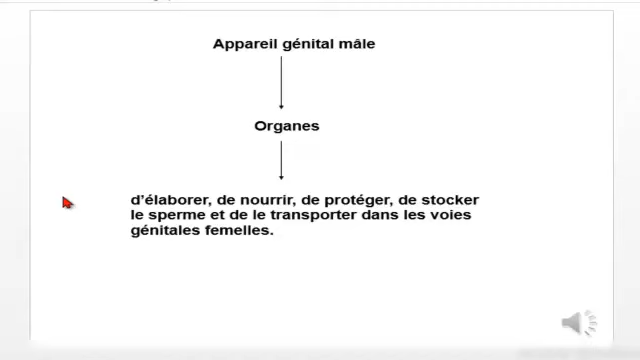 Appareil génital mâle
Organes
d'élaborer, de nourrir, de protéger, de stocker
le sperme et de le transporter dans les voies
génitales femelles.